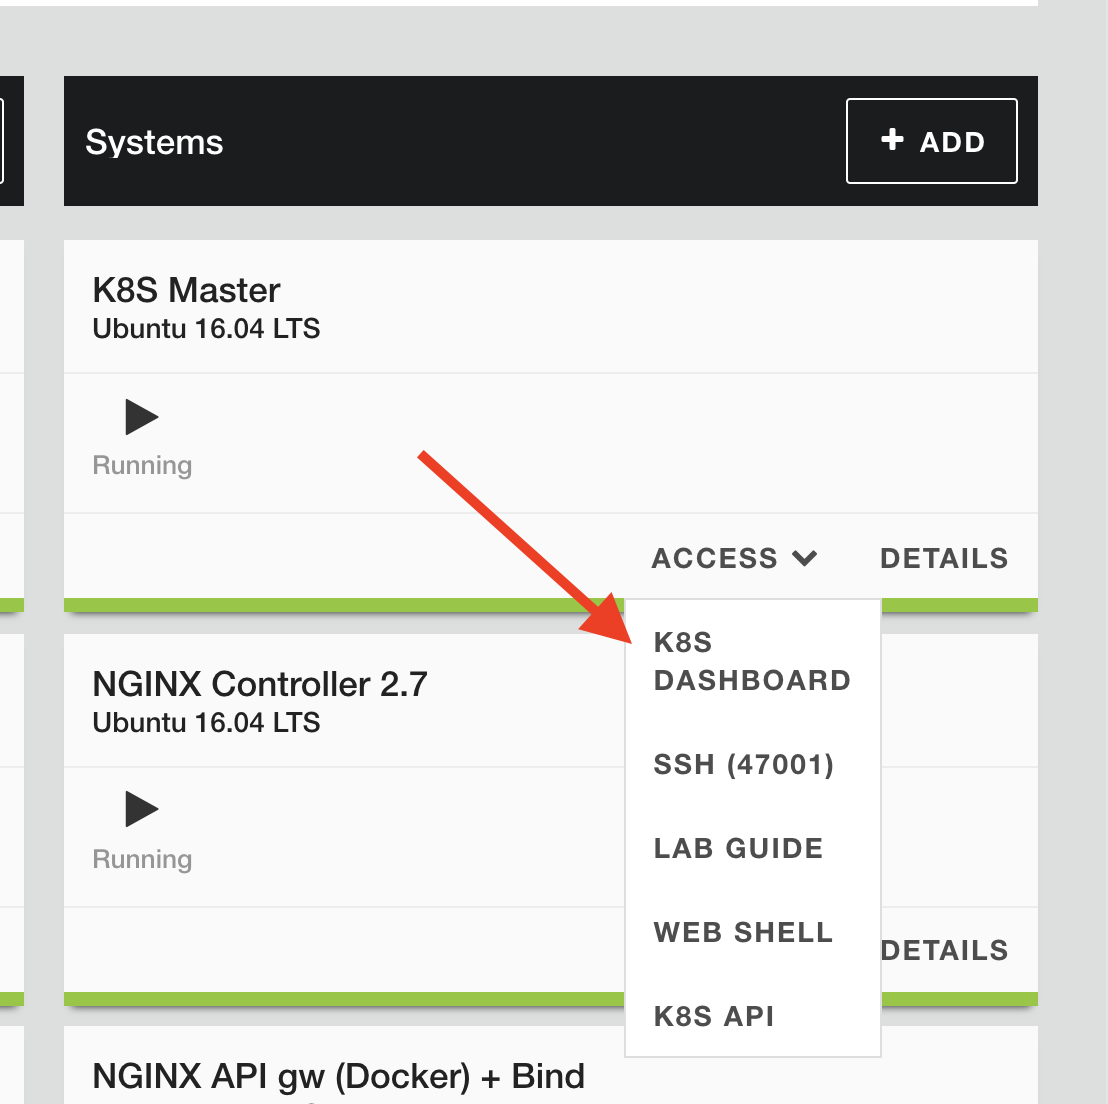 Systems
+ ADD
K8S Master
Ubuntu 16.04 LTS
Running
ACCESS
DETAILS
K8S
DASHBOARD
SSH (47001)
LAB GUIDE
WEB SHELL
K8S API
NGINX Controller 2.7
Ubuntu 16.04 LTS
Running
DETAILS
NGINX API gw (Docker) + Bind